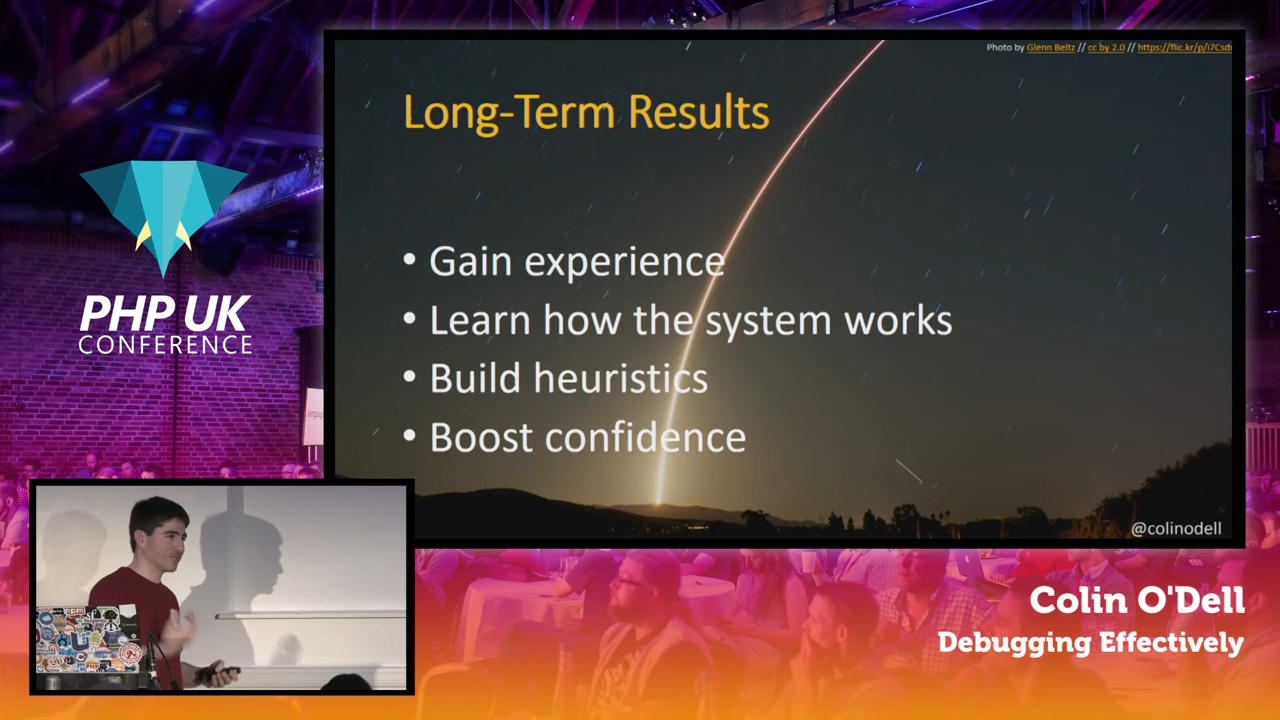 Photo by Glenn Beltz // cc by 2.0 // https://flic.kr/p/i7Csd
Long-Term Results
• Gain experience
• Learn how the system works
• Build heuristics
• Boost confidence
@colinodell
PHP UK
CONFERENCE
Colin O'Dell
Debugging Effectively